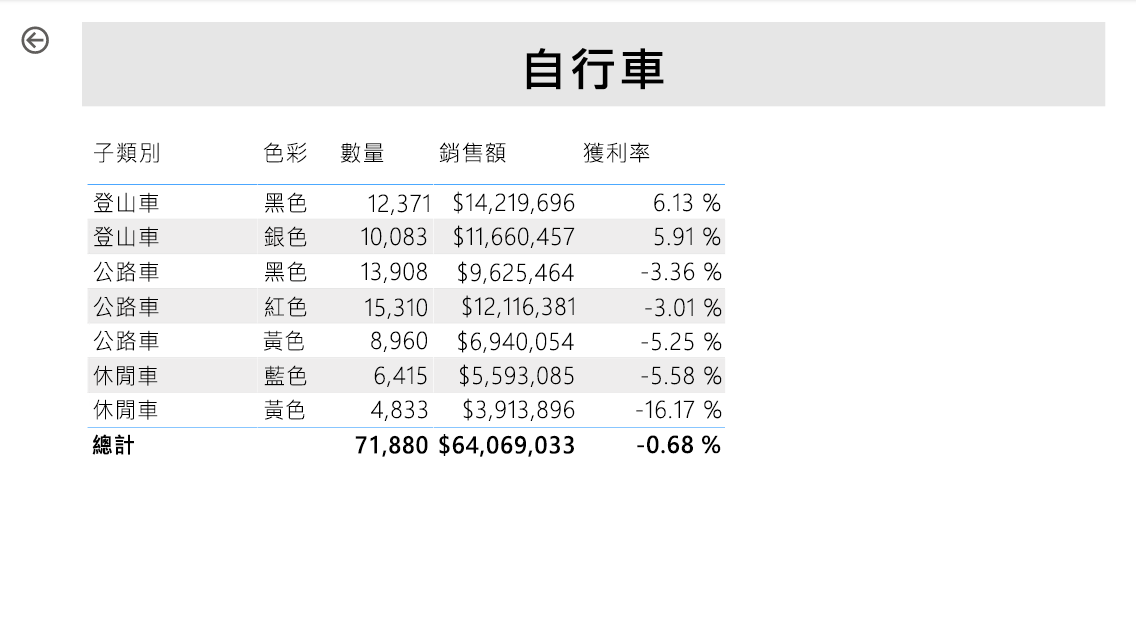 自行車
子類別 色彩 數量 銷售額 獲利率
登山車 黑色 12,371 $14,219,696 6.13 %
登山車 銀色 10,083 $11,660,457 5.91 %
公路車 黑色 13,908 $9,625,464 -3.36 %
公路車 紅色 15,310 $12,116,381 -3.01 %
公路車 黃色 8,960 $6,940,054 -5.25 %
休閒車 藍色 6,415 $5,593,085 -5.58 %
休閒車 黃色 4,833 $3,913,896 -16.17 %
總計 71,880 $64,069,033 -0.68 %